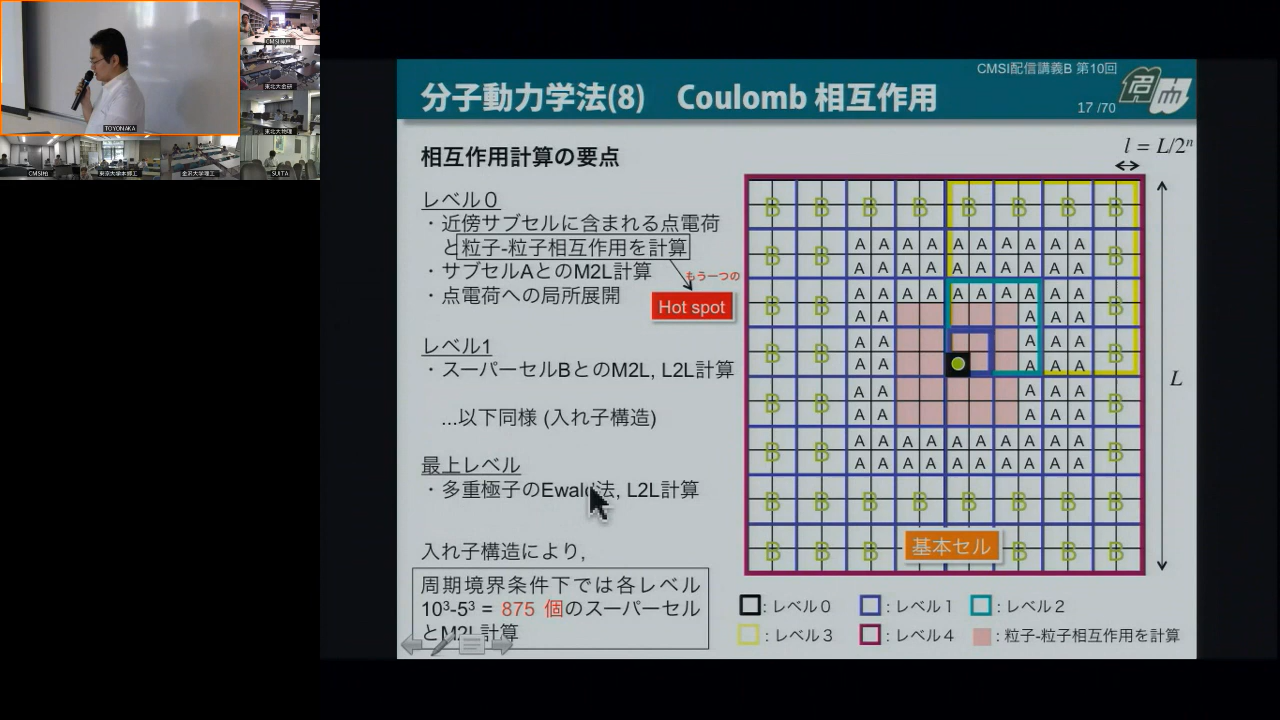 TOYONAKA
CMSI神戸
東北大金研
東北大物理
CMSI柏
東京大学本郷工
金沢大学理工
SUITA
CMSI配信講義B 第10回
分子動力学法(8) Coulomb 相互作用
17 /70
相互作用計算の要点
l = L/2ⁿ
レベル０
・近傍サブセルに含まれる点電荷
と粒子-粒子相互作用を計算
・サブセルAとのM2L計算
もう一つの
・点電荷への局所展開
Hot spot
レベル1
・スーパーセルBとのM2L, L2L計算
...以下同様 (入れ子構造)
最上レベル
・多重極子のEwald法, L2L計算
入れ子構造により,
周期境界条件下では各レベル
10³-5³ = 875 個のスーパーセル
とM2L計算
B B B B B B B B
A A A A A A A A A A
B B B
A A A A A A A A A A
A A A A A A A A A A
B B B
A A A A A
A A A A A
B B B
A A A A A
A A A A A
B B B
A A A A A
A A A A A A A A A A
B B B
A A A A A A A A A A
B B B B B B B B
B B B B B B
基本セル
L
: レベル０
: レベル１
: レベル２
: レベル３
: レベル４
: 粒子-粒子相互作用を計算